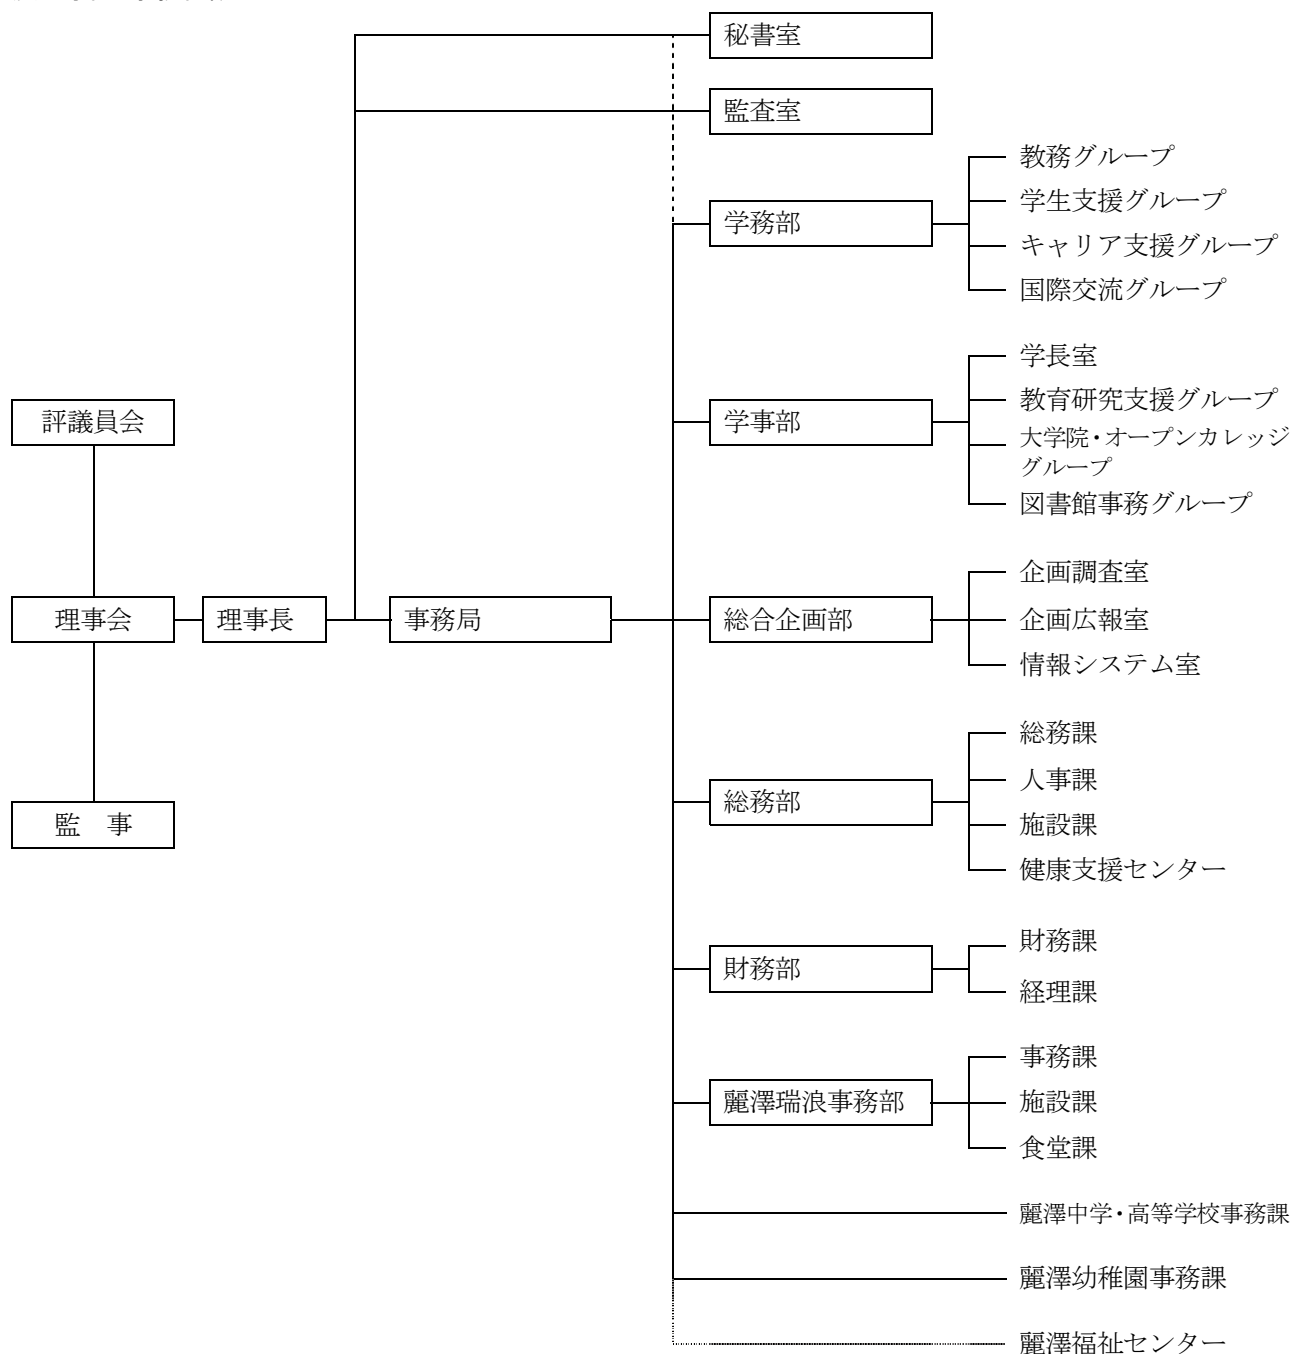 秘書室
監査室
教務グループ
学生支援グループ
学務部
キャリア支援グループ
国際交流グループ
学長室
教育研究支援グループ
評議員会
学事部
大学院・オープンカレッジ
グループ
図書館事務グループ
企画調査室
理事会
理事長
事務局
総合企画部
企画広報室
情報システム室
総務課
人事課
総務部
監　事
施設課
健康支援センター
財務課
財務部
経理課
事務課
麗澤瑞浪事務部
施設課
食堂課
麗澤中学・高等学校事務課
麗澤幼稚園事務課
麗澤福祉センター